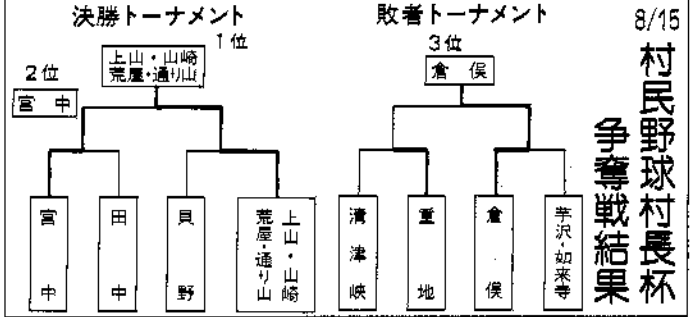 8/15
村民野球村長杯
争奪戦結果
決勝トーナメント
1位
上山・山崎
荒屋・通り山
2位
宮中
宮中
田中
貝野
上山・山崎
荒屋・通り山
敗者トーナメント
3位
倉俣
清津峡
重地
倉俣
芋沢・如来寺